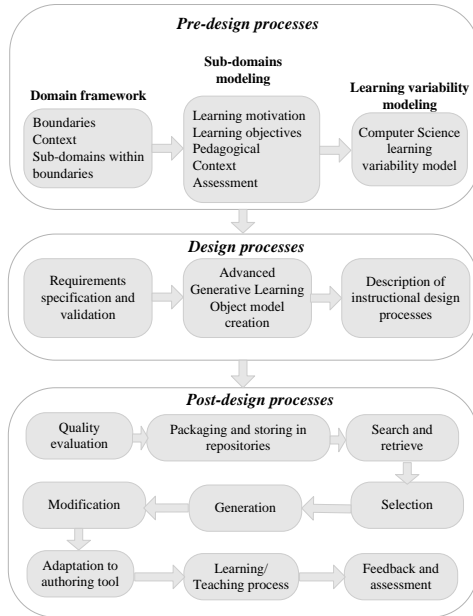 Pre-design processes
Domain framework
Boundaries
Context
Sub-domains within
boundaries
Sub-domains
modeling
Learning motivation
Learning objectives
Pedagogical
Context
Assessment
Learning variability
modeling
Computer Science
learning
variability model
Design processes
Requirements
specification and
validation
Advanced
Generative Learning
Object model
creation
Description of
instructional design
processes
Post-design processes
Quality
evaluation
Packaging and storing in
repositories
Search and
retrieve
Selection
Generation
Modification
Adaptation to
authoring tool
Learning/
Teaching process
Feedback and
assessment